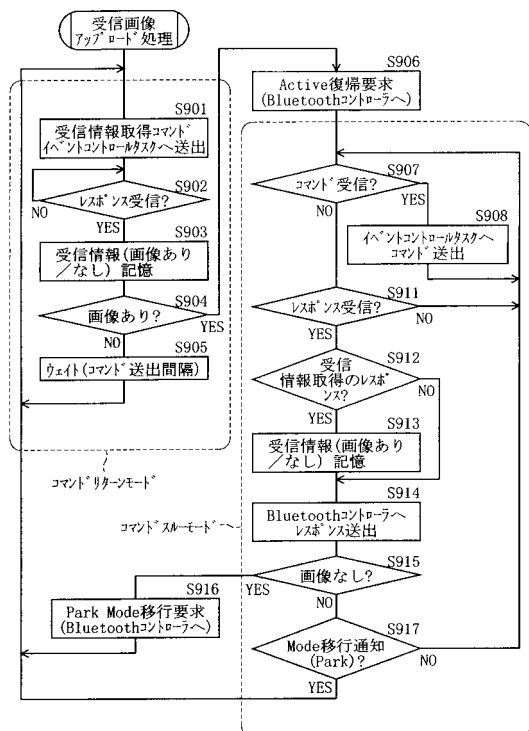 受信画像
アップロード処理
S901
受信情報取得コマンド
イベントコントロールタスクへ送出
S902
レスポンス受信?
NO
YES
S903
受信情報(画像あり
/なし)記憶
S904
画像あり?
NO
YES
S905
ウェイト(コマンド送出間隔)
コマンドリターンモード
S906
Active復帰要求
(Bluetoothコントローラへ)
S907
コマンド受信?
NO
YES
S908
イベントコントロールタスクへ
コマンド送出
S911
レスポンス受信?
YES
NO
S912
受信
情報取得のレスポ
ンス?
NO
YES
S913
受信情報(画像あり
/なし)記憶
S914
Bluetoothコントローラへ
レスポンス送出
コマンドスルーモード
S915
画像なし?
YES
NO
S916
Park Mode移行要求
(Bluetoothコントローラへ)
S917
Mode移行通知
(Park)?
NO
YES